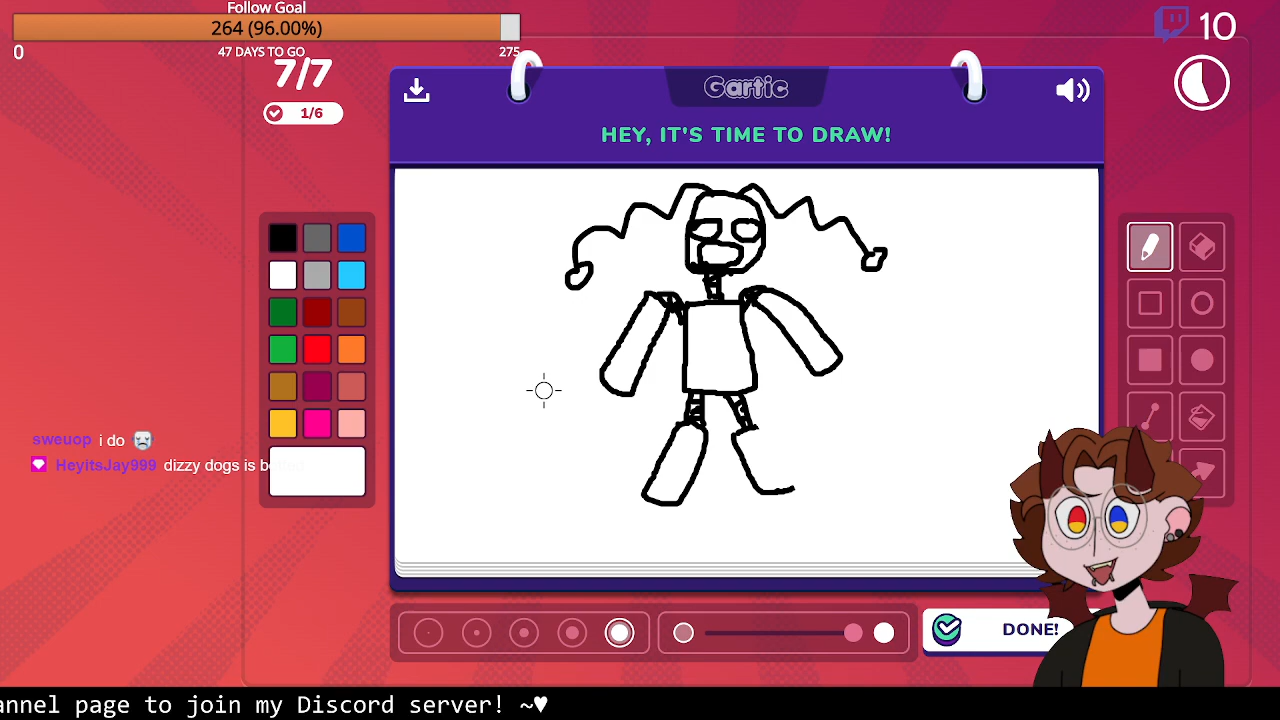 Follow Goal
264 (96.00%)
0
47 DAYS TO GO
275
7/7
1/6
Gartic
HEY, IT'S TIME TO DRAW!
10
sweuop i do
HeyitsJay999 dizzy dogs is
DONE!
annel page to join my Discord server! ~♥